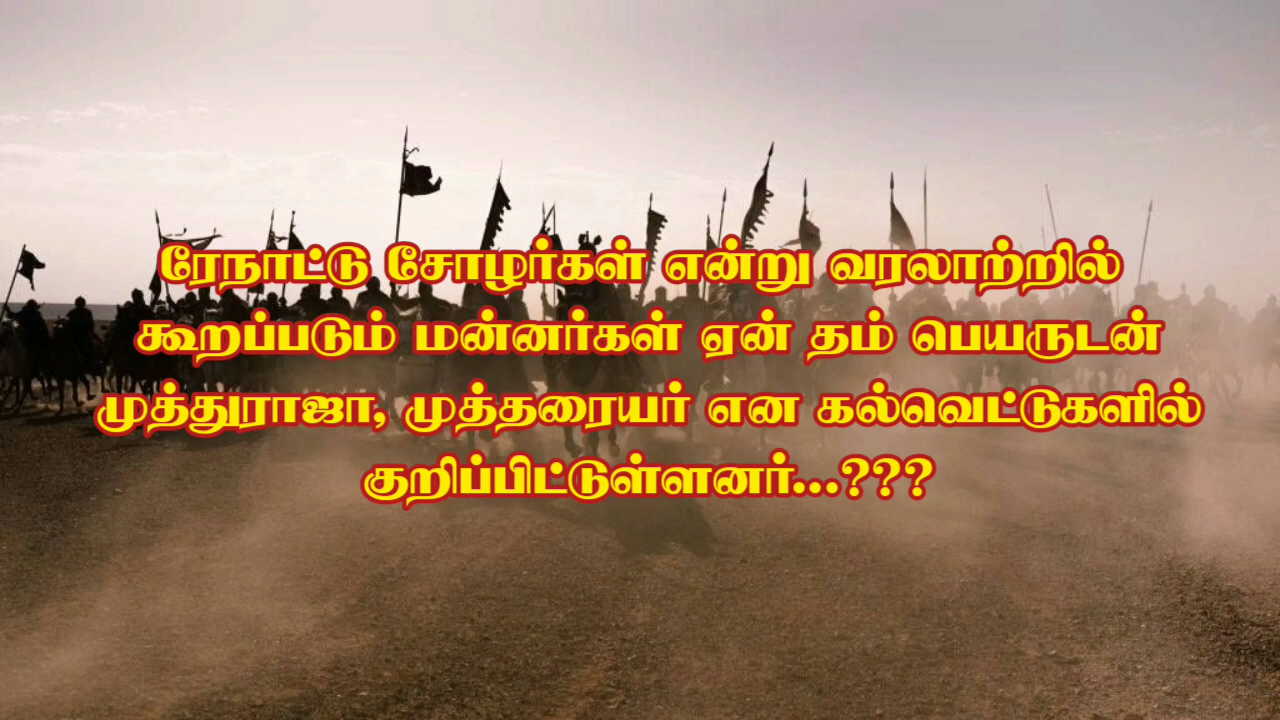 ரேநாட்டு சோழர்கள் என்று வரலாற்றில்
கூறப்படும் மன்னர்கள் ஏன் தம் பெயருடன்
முத்துராஜா, முத்தரையர் என கல்வெட்டுகளில்
குறிப்பிட்டுள்ளனர்...???